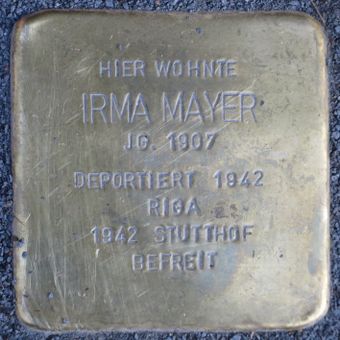 HIER WOHNTE
IRMA MAYER
JG. 1907
DEPORTIERT 1942
RIGA
1942 STUTTHOF
BEFREIT